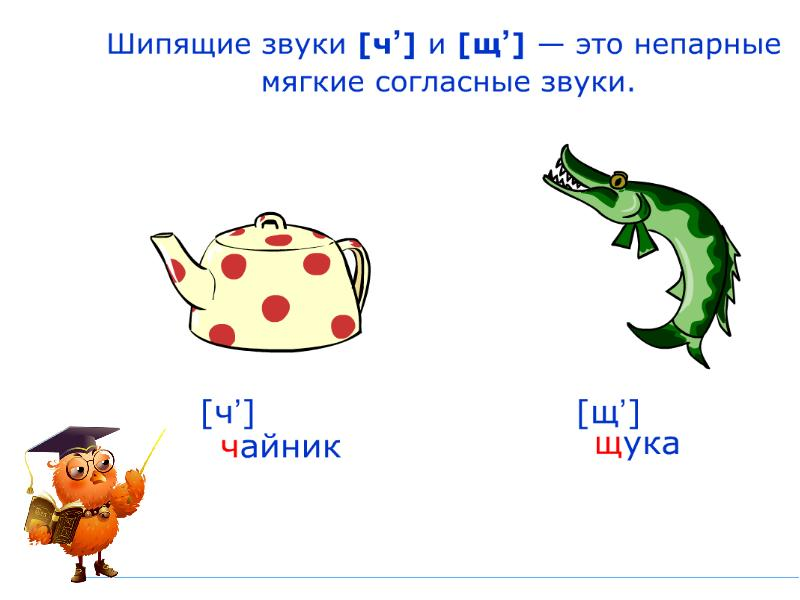 Шипящие звуки [ч’] и [щ’] — это непарные
мягкие согласные звуки.
[ч’]
чайник
[щ’]
щука